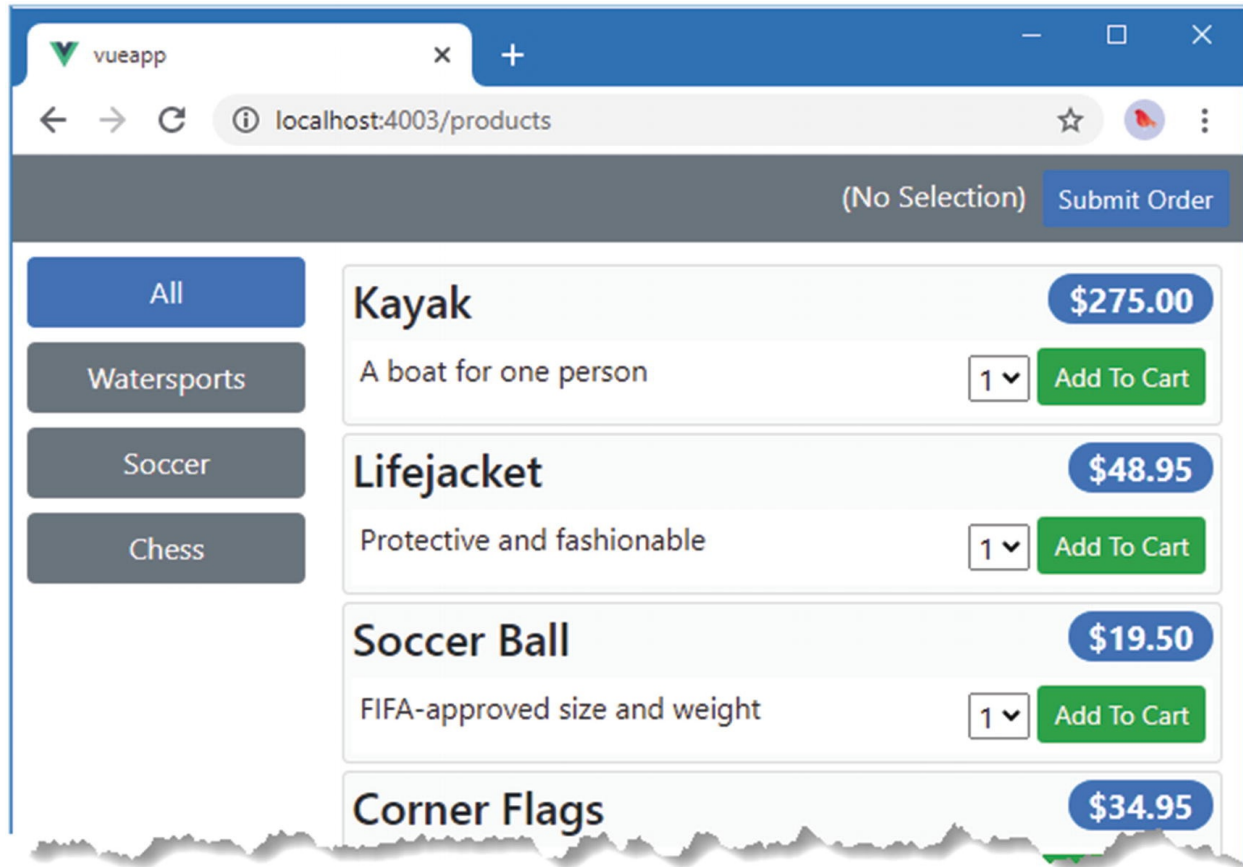 vueapp
localhost:4003/products
(No Selection) Submit Order
All
Watersports
Soccer
Chess
Kayak $275.00
A boat for one person 1 Add To Cart
Lifejacket $48.95
Protective and fashionable 1 Add To Cart
Soccer Ball $19.50
FIFA-approved size and weight 1 Add To Cart
Corner Flags $34.95